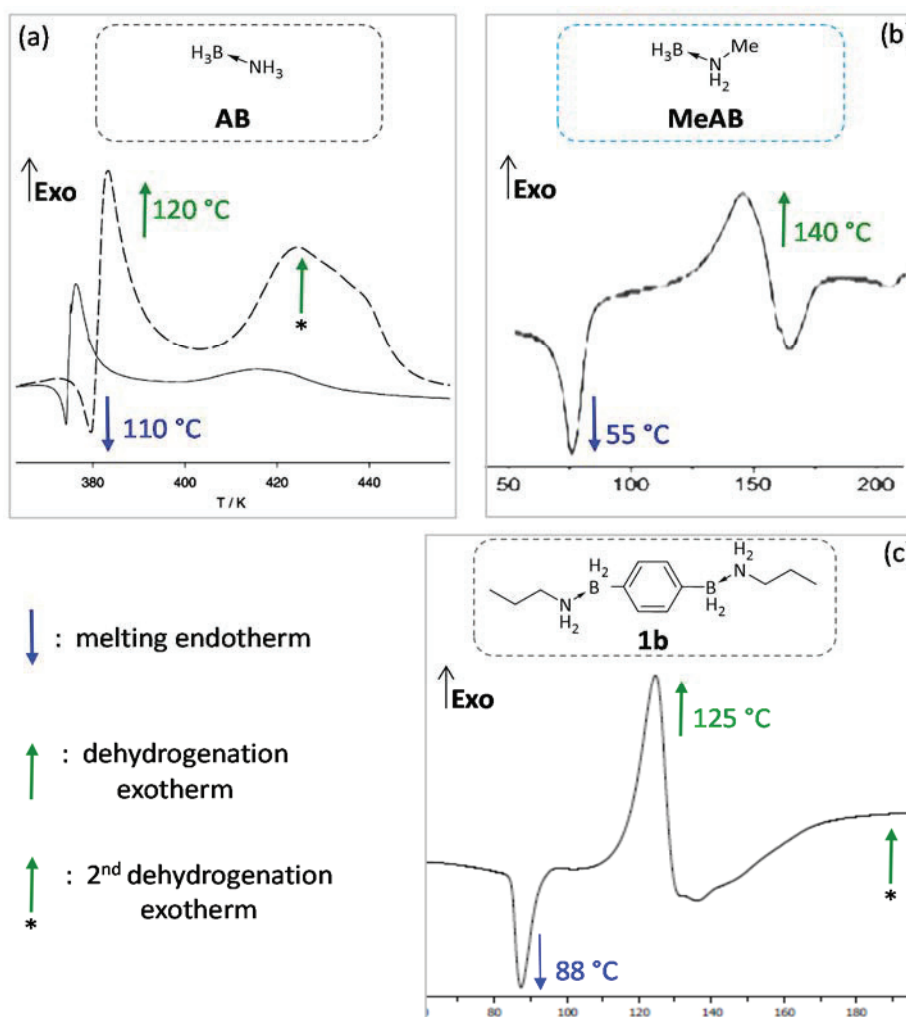 (a)
H3B
NH3
AB
Exo
120 °C
*
110 °C
380 400 420 440
T / K
(b)
H3B
Me
N
H2
MeAB
Exo
140 °C
55 °C
50 100 150 200
: melting endotherm
: dehydrogenation
exotherm
: 2nd dehydrogenation
exotherm
*
(c)
H2
N
H2
B
B
H2
N
H2
1b
Exo
125 °C
*
88 °C
80 100 120 140 160 180